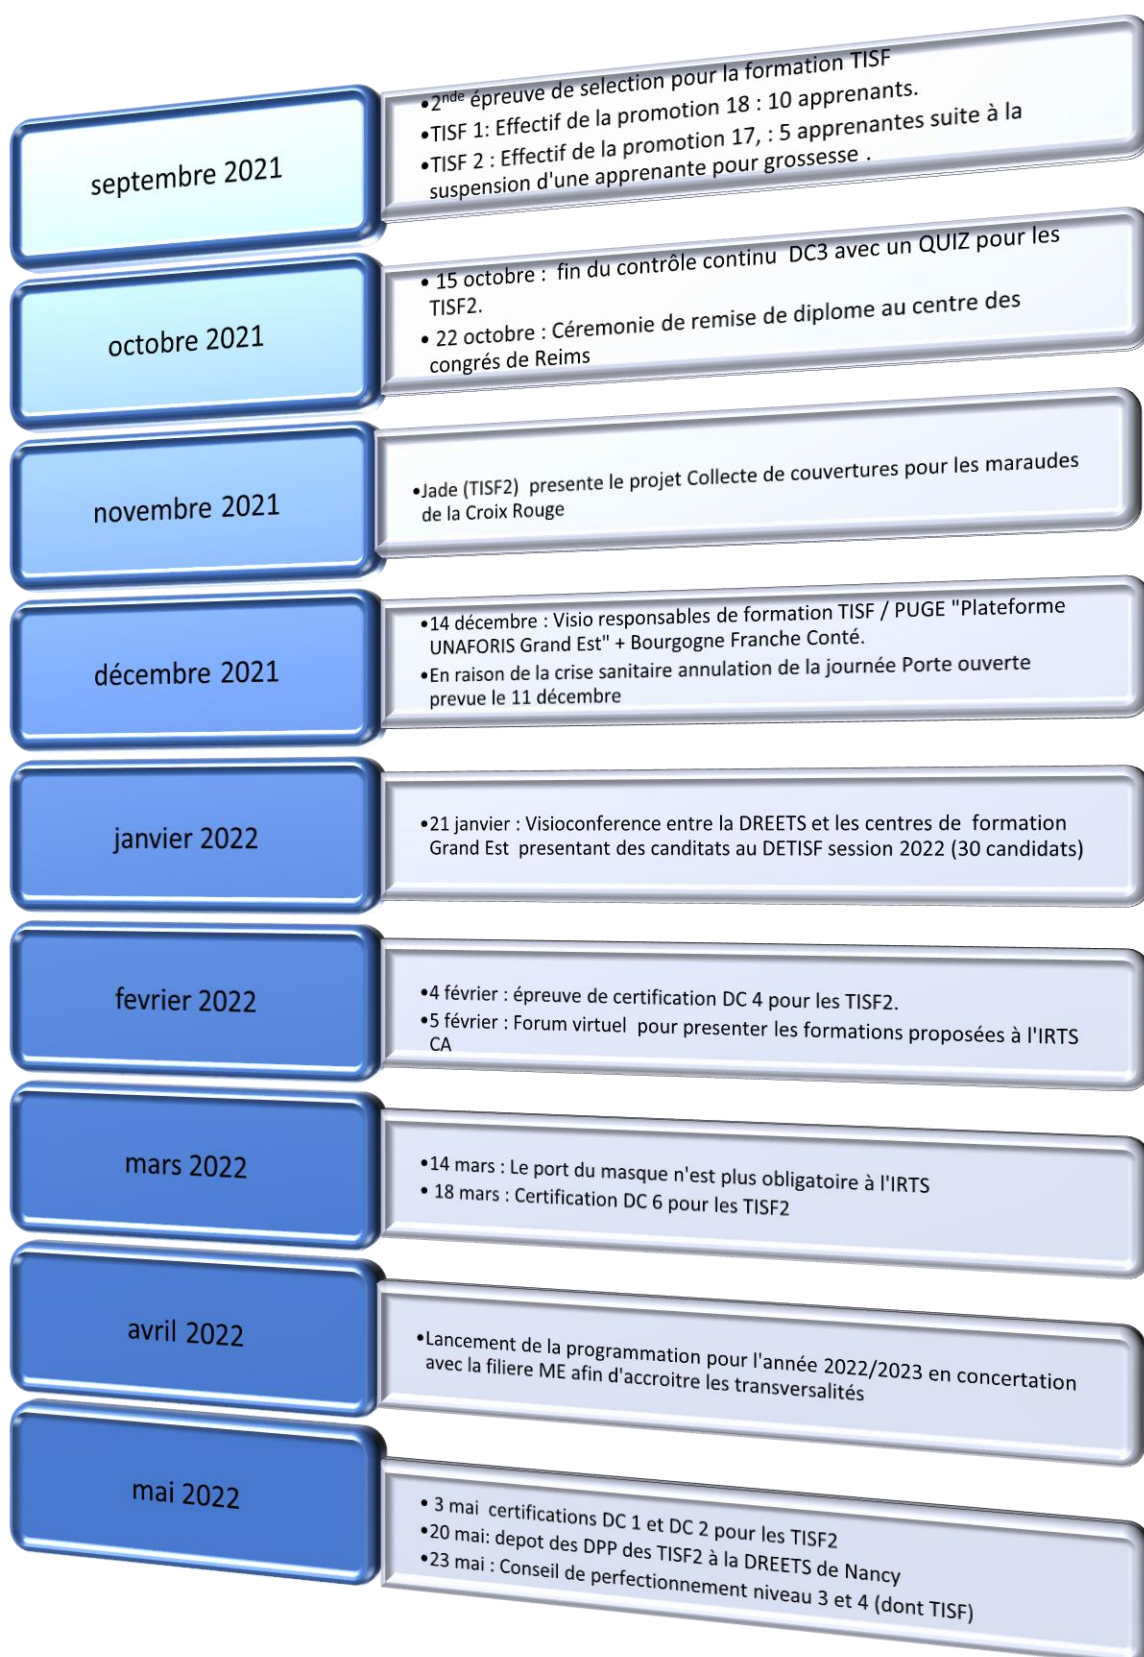 septembre 2021
•2nde épreuve de selection pour la formation TISF
•TISF 1: Effectif de la promotion 18 : 10 apprenants.
•TISF 2 : Effectif de la promotion 17, : 5 apprenantes suite à la
suspension d'une apprenante pour grossesse .
octobre 2021
• 15 octobre : fin du contrôle continu DC3 avec un QUIZ pour les
TISF2.
• 22 octobre : Céremonie de remise de diplome au centre des
congrés de Reims
novembre 2021
•Jade (TISF2) presente le projet Collecte de couvertures pour les maraudes
de la Croix Rouge
décembre 2021
•14 décembre : Visio responsables de formation TISF / PUGE "Plateforme
UNAFORIS Grand Est" + Bourgogne Franche Conté.
•En raison de la crise sanitaire annulation de la journée Porte ouverte
prevue le 11 décembre
janvier 2022
•21 janvier : Visioconference entre la DREETS et les centres de formation
Grand Est presentant des canditats au DETISF session 2022 (30 candidats)
fevrier 2022
•4 février : épreuve de certification DC 4 pour les TISF2.
•5 février : Forum virtuel pour presenter les formations proposées à l'IRTS
CA
mars 2022
•14 mars : Le port du masque n'est plus obligatoire à l'IRTS
• 18 mars : Certification DC 6 pour les TISF2
avril 2022
•Lancement de la programmation pour l'année 2022/2023 en concertation
avec la filiere ME afin d'accroitre les transversalités
mai 2022
• 3 mai certifications DC 1 et DC 2 pour les TISF2
•20 mai: depot des DPP des TISF2 à la DREETS de Nancy
•23 mai : Conseil de perfectionnement niveau 3 et 4 (dont TISF)